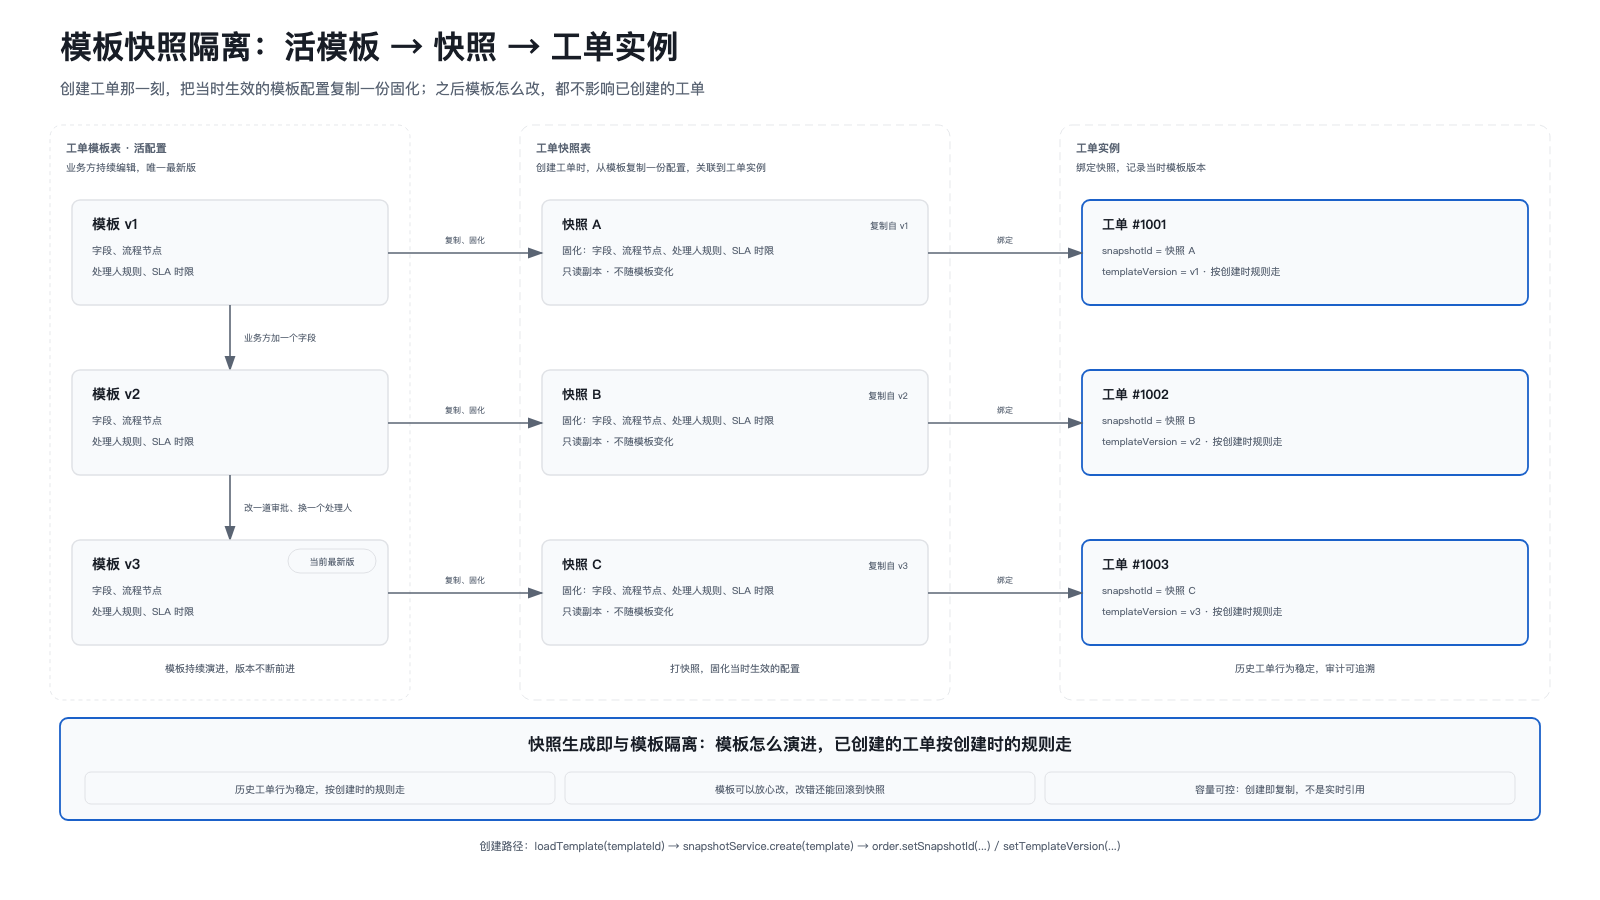 模板快照隔离：活模板 → 快照 → 工单实例
创建工单那一刻，把当时生效的模板配置复制一份固化；之后模板怎么改，都不影响已创建的工单
工单模板表 · 活配置
业务方持续编辑，唯一最新版
模板 v1
字段、流程节点
处理人规则、SLA 时限
业务方加一个字段
模板 v2
字段、流程节点
处理人规则、SLA 时限
改一道审批、换一个处理人
模板 v3
当前最新版
字段、流程节点
处理人规则、SLA 时限
模板持续演进，版本不断前进
复制、固化
复制、固化
复制、固化
工单快照表
创建工单时，从模板复制一份配置，关联到工单实例
快照 A
复制自 v1
固化：字段、流程节点、处理人规则、SLA 时限
只读副本 · 不随模板变化
快照 B
复制自 v2
固化：字段、流程节点、处理人规则、SLA 时限
只读副本 · 不随模板变化
快照 C
复制自 v3
固化：字段、流程节点、处理人规则、SLA 时限
只读副本 · 不随模板变化
打快照，固化当时生效的配置
绑定
绑定
绑定
工单实例
绑定快照，记录当时模板版本
工单 #1001
snapshotId = 快照 A
templateVersion = v1 · 按创建时规则走
工单 #1002
snapshotId = 快照 B
templateVersion = v2 · 按创建时规则走
工单 #1003
snapshotId = 快照 C
templateVersion = v3 · 按创建时规则走
历史工单行为稳定，审计可追溯
快照生成即与模板隔离：模板怎么演进，已创建的工单按创建时的规则走
历史工单行为稳定，按创建时的规则走
模板可以放心改，改错还能回滚到快照
容量可控：创建即复制，不是实时引用
创建路径：loadTemplate(templateId) → snapshotService.create(template) → order.setSnapshotId(...) / setTemplateVersion(...)